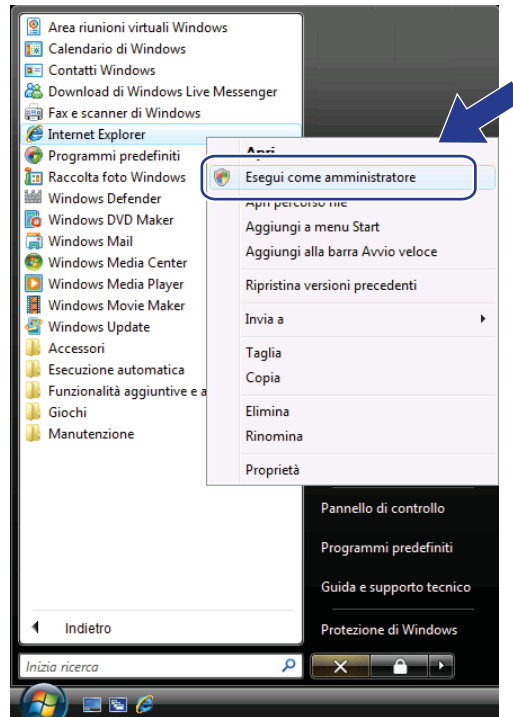 Area riunioni virtuali Windows
Calendario di Windows
Contatti Windows
Download di Windows Live Messenger
Fax e scanner di Windows
Internet Explorer
Programmi predefiniti
Raccolta foto Windows
Windows Defender
Windows DVD Maker
Windows Mail
Windows Media Center
Windows Media Player
Windows Movie Maker
Windows Update
Accessori
Esecuzione automatica
Funzionalità aggiuntive e a
Giochi
Manutenzione
Apri
Esegui come amministratore
Apri percorso file
Aggiungi a menu Start
Aggiungi alla barra Avvio veloce
Ripristina versioni precedenti
Invia a
Taglia
Copia
Elimina
Rinomina
Proprietà
Pannello di controllo
Programmi predefiniti
Guida e supporto tecnico
Protezione di Windows
Indietro
Inizia ricerca